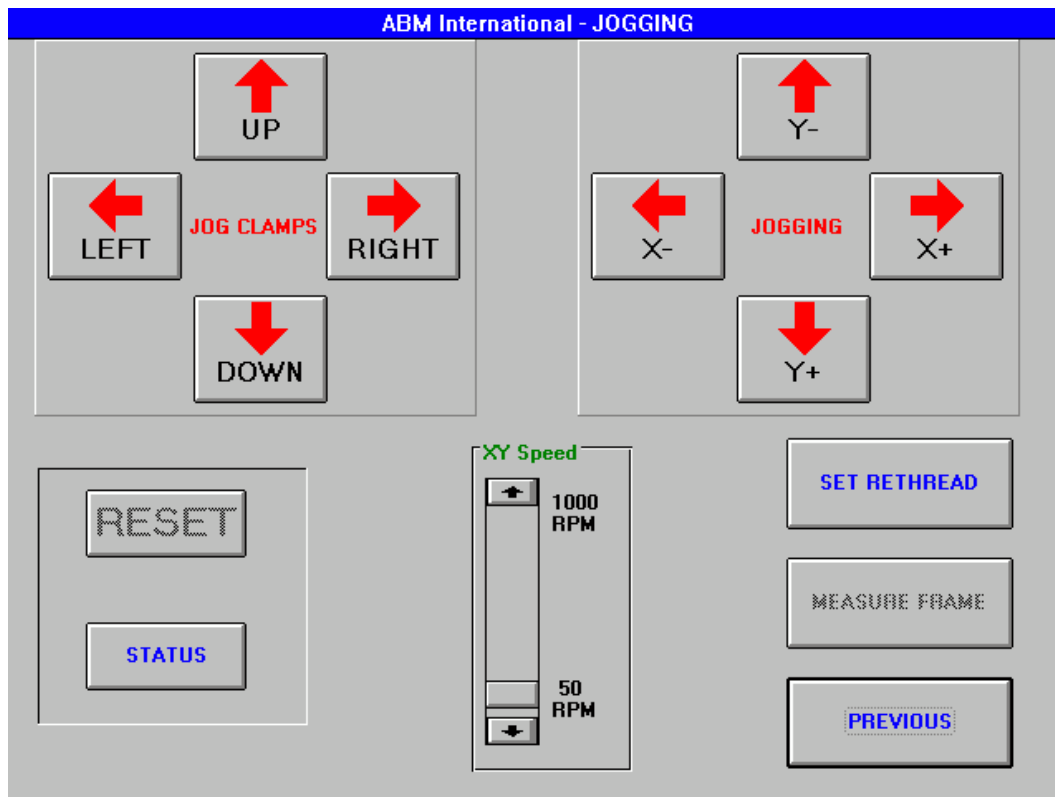 ABM International - JOGGING
UP
LEFT
JOG CLAMPS
RIGHT
DOWN
Y-
X-
JOGGING
X+
Y+
RESET
STATUS
XY Speed
1000
RPM
50
RPM
SET RETHREAD
MEASURE FRAME
PREVIOUS